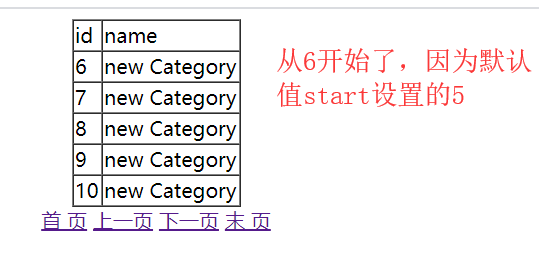 id name
6 new Category
7 new Category
8 new Category
9 new Category
10 new Category
首 页 上一页 下一页 末 页
从6开始了，因为默认
值start设置的5